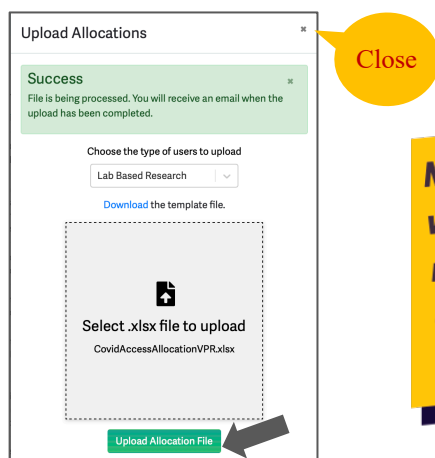 Upload Allocations
×
Close
Success
×
File is being processed. You will receive an email when the
upload has been completed.
Choose the type of users to upload
Lab Based Research
Download the template file.
Select .xlsx file to upload
CovidAccessAllocationVPR.xlsx
Upload Allocation File